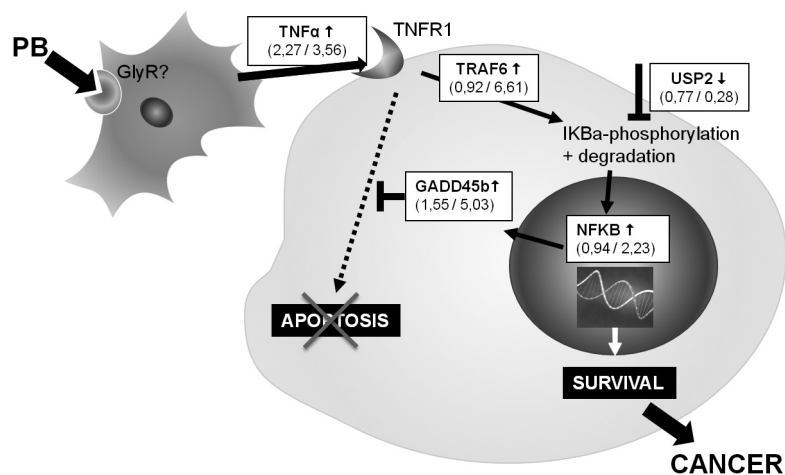 PB
GlyR?
TNFα ↑
(2,27 / 3,56)
TNFR1
TRAF6 ↑
(0,92 / 6,61)
USP2 ↓
(0,77 / 0,28)
IKBa-phosphorylation
+ degradation
GADD45b ↑
(1,55 / 5,03)
NFKB ↑
(0,94 / 2,23)
APOPTOSIS
SURVIVAL
CANCER